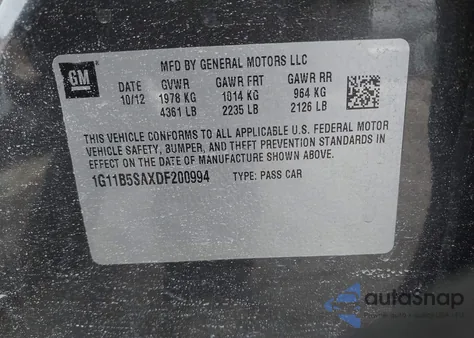 GM
MFD BY GENERAL MOTORS LLC
DATE GVWR GAWR FRT GAWR RR
10/12 1978 KG 1014 KG 964 KG
4361 LB 2235 LB 2126 LB
THIS VEHICLE CONFORMS TO ALL APPLICABLE U.S. FEDERAL MOTOR
VEHICLE SAFETY, BUMPER, AND THEFT PREVENTION STANDARDS IN
EFFECT ON THE DATE OF MANUFACTURE SHOWN ABOVE.
1G11B5SAXDF200994 TYPE: PASS CAR
autosnap